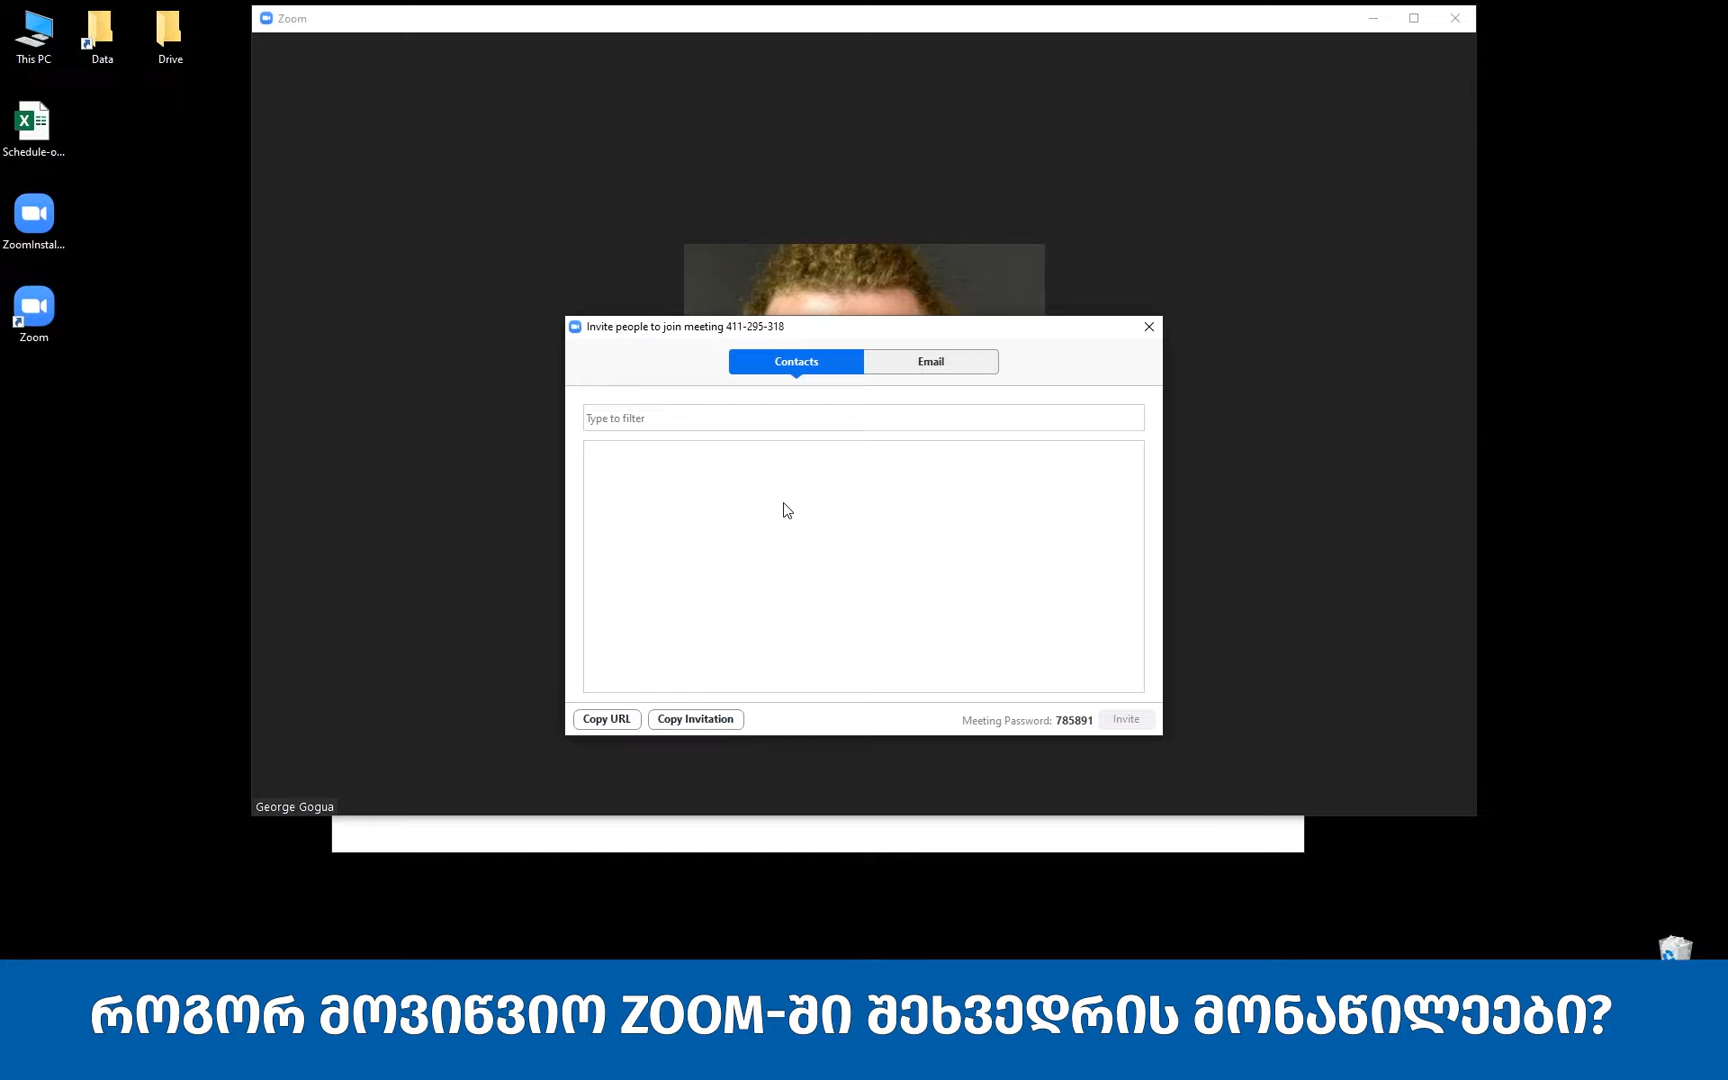 This PC
Data
Drive
Schedule-o...
ZoomInstal...
Zoom
Zoom
Invite people to join meeting 411-295-318
Contacts
Email
Type to filter
Copy URL
Copy Invitation
Meeting Password: 785891
Invite
George Gogua
როგორ მოვიწვიო ZOOM-ში შეხვედრის მონაწილეები?